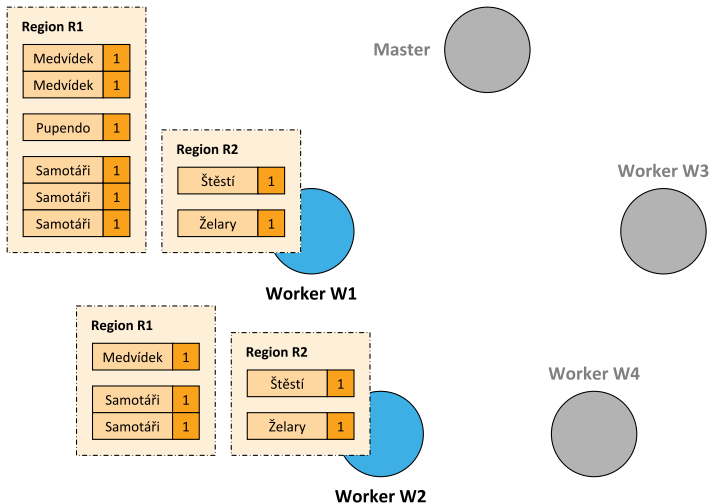 Region R1
Medvídek 1
Medvídek 1
Pupendo 1
Samotáři 1
Samotáři 1
Samotáři 1
Region R2
Štěstí 1
Želary 1
Worker W1
Master
Worker W3
Region R1
Medvídek 1
Samotáři 1
Samotáři 1
Region R2
Štěstí 1
Želary 1
Worker W2
Worker W4